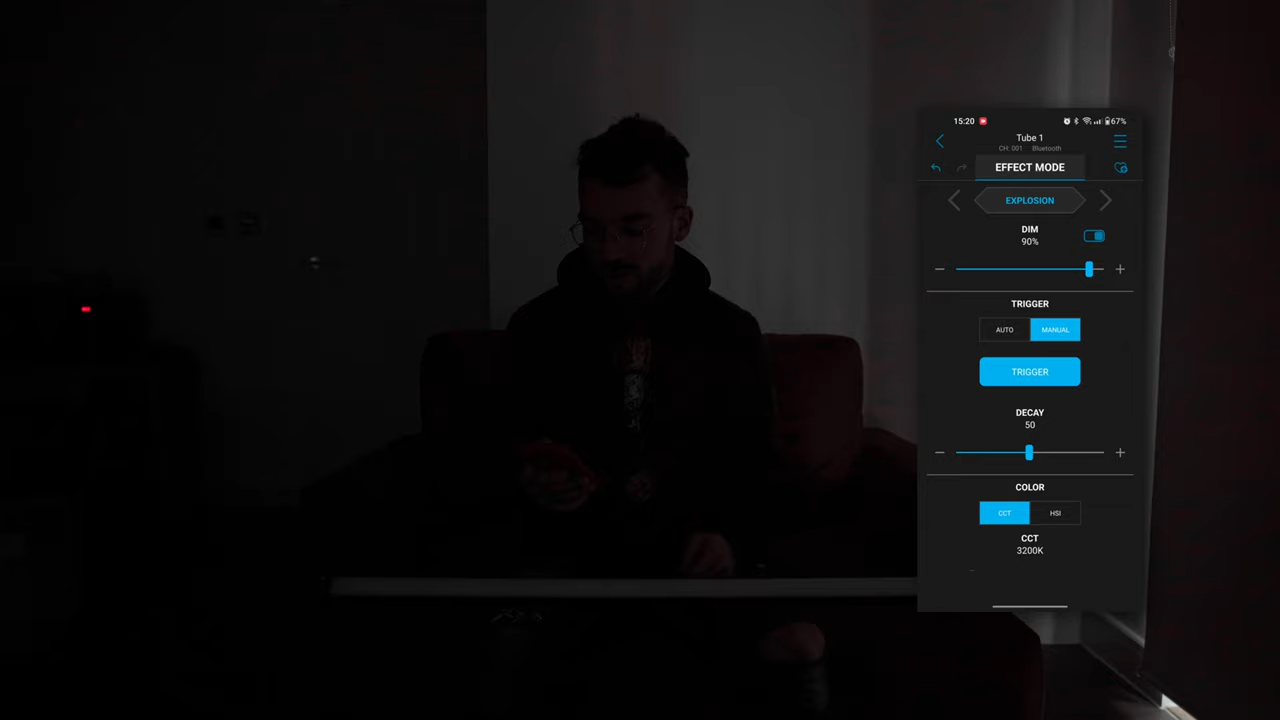 15:20 67%
Tube 1
CH: 001 Bluetooth
EFFECT MODE
EXPLOSION
DIM
90%
TRIGGER
AUTO MANUAL
TRIGGER
DECAY
50
COLOR
CCT HSI
CCT
3200K